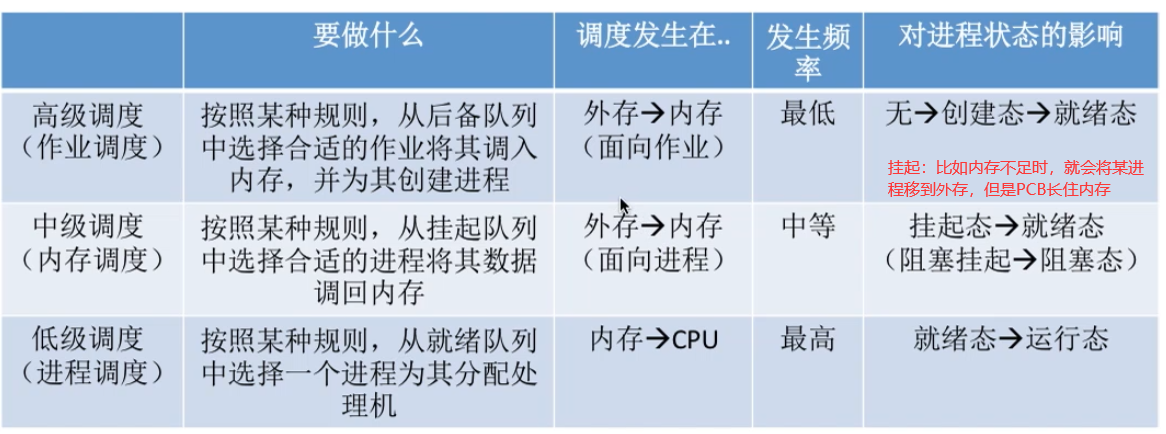 要做什么
调度发生在..
发生频
率
对进程状态的影响
高级调度
（作业调度）
按照某种规则，从后备队列
中选择合适的作业将其调入
内存，并为其创建进程
外存→内存
（面向作业）
最低
无→创建态→就绪态
挂起：比如内存不足时，就会将某进
程移到外存，但是PCB长住内存
中级调度
（内存调度）
按照某种规则，从挂起队列
中选择合适的进程将其数据
调回内存
外存→内存
（面向进程）
中等
挂起态→就绪态
（阻塞挂起→阻塞态）
低级调度
（进程调度）
按照某种规则，从就绪队列
中选择一个进程为其分配处
理机
内存→CPU
最高
就绪态→运行态